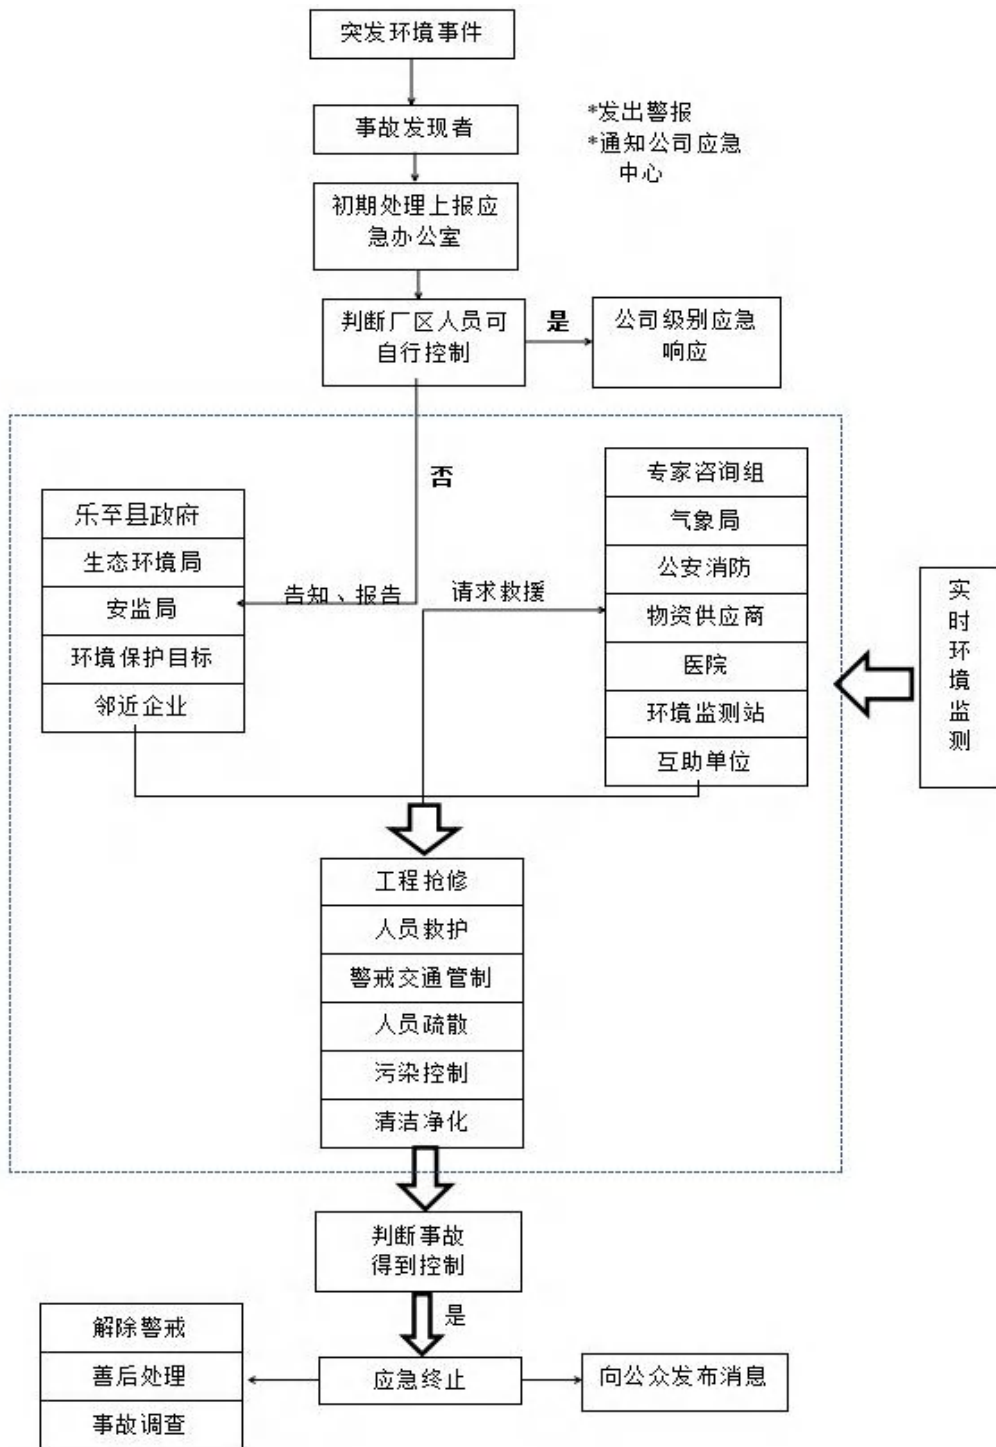 突发环境事件
事故发现者
*发出警报
*通知公司应急
中心
初期处理上报应
急办公室
判断厂区人员可
自行控制
是
公司级别应急
响应
否
乐至县政府
生态环境局
安监局
环境保护目标
邻近企业
告知、报告
请求救援
专家咨询组
气象局
公安消防
物资供应商
医院
环境监测站
互助单位
实
时
环
境
监
测
工程抢修
人员救护
警戒交通管制
人员疏散
污染控制
清洁净化
判断事故
得到控制
是
解除警戒
善后处理
事故调查
应急终止
向公众发布消息